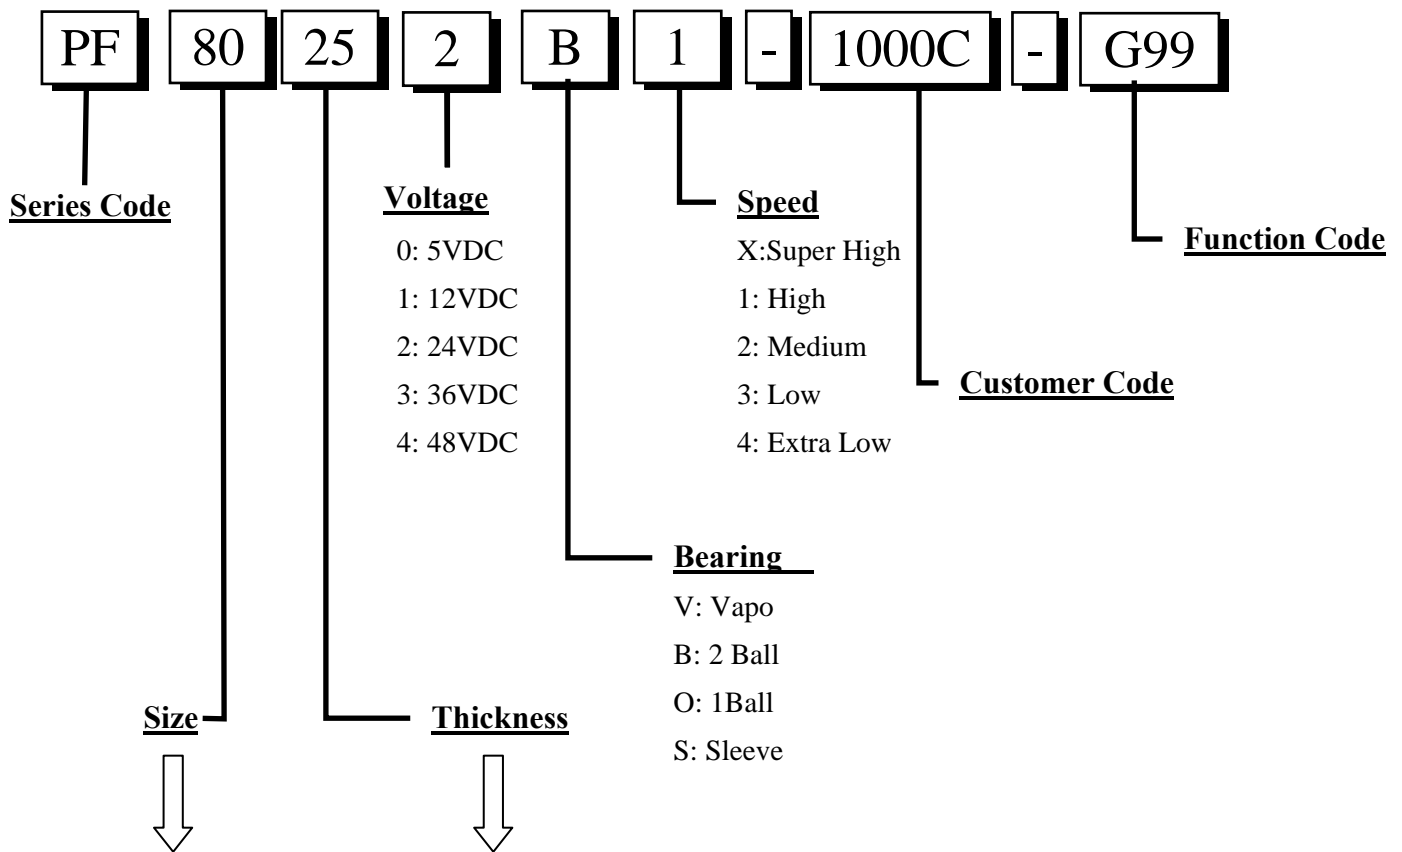 PF 80 25 2 B 1 - 1000C - G99
Series Code
Voltage
0: 5VDC
1: 12VDC
2: 24VDC
3: 36VDC
4: 48VDC
Speed
X:Super High
1: High
2: Medium
3: Low
4: Extra Low
Function Code
Customer Code
Bearing
V: Vapo
B: 2 Ball
O: 1Ball
S: Sleeve
Size
Thickness